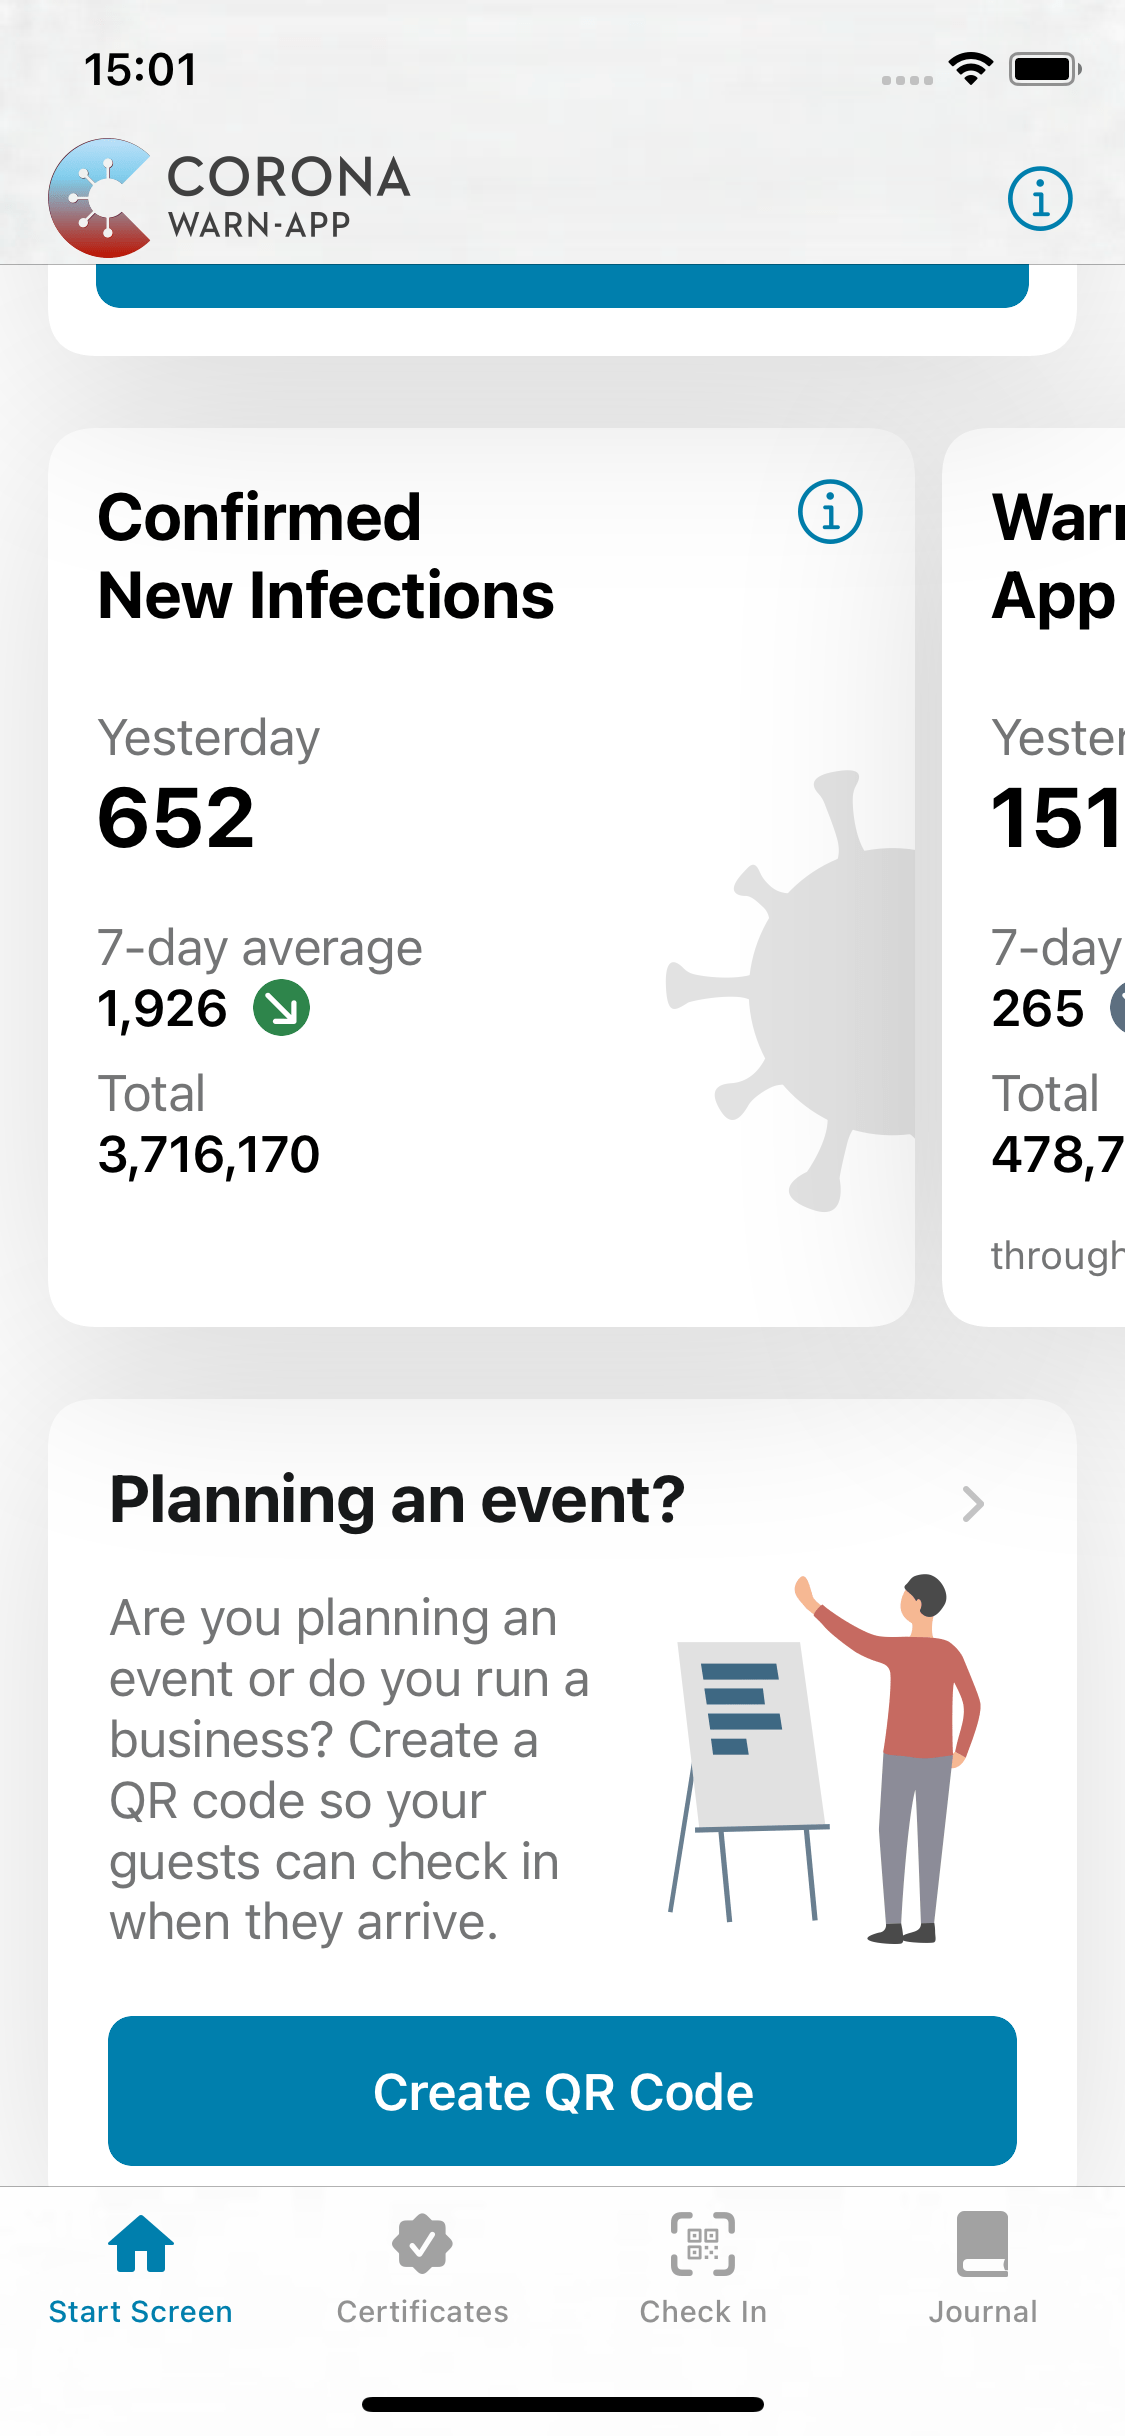 15:01
CORONA
WARN-APP
Confirmed
New Infections
Yesterday
652
7-day average
1,926
Total
3,716,170
App
151
7-day
265
Total
478,7
through
Planning an event?
Are you planning an
event or do you run a
business? Create a
QR code so your
guests can check in
when they arrive.
Create QR Code
Start Screen
Certificates
Check In
Journal